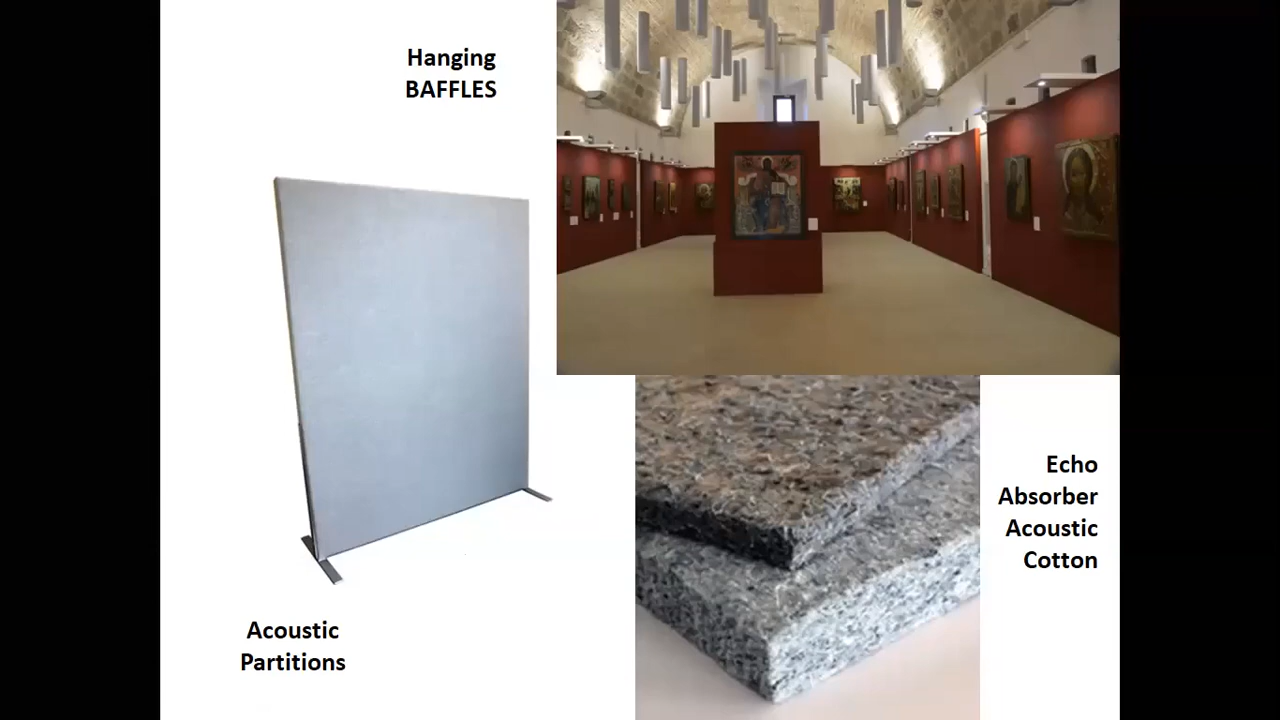 Hanging
BAFFLES
Echo
Absorber
Acoustic
Cotton
Acoustic
Partitions